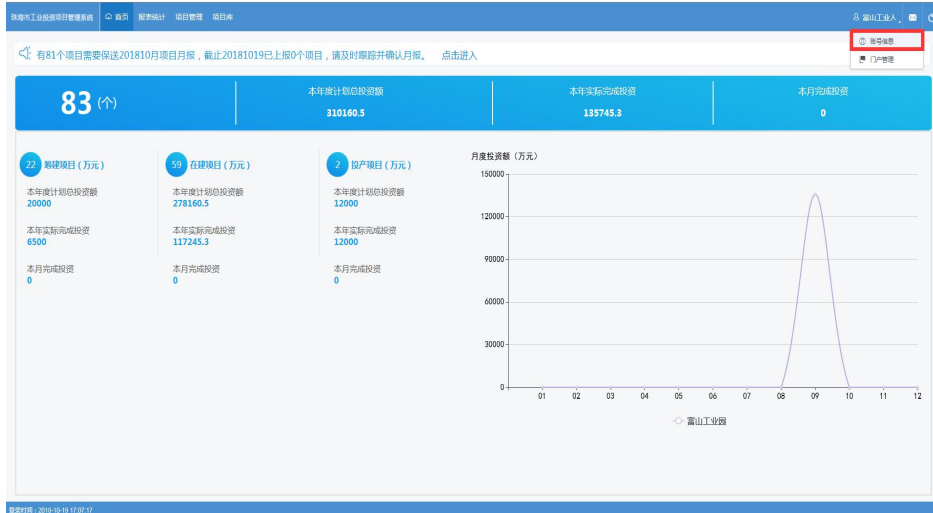 珠海市工业投资项目管理系统 首页 报表统计 项目管理 项目库 富山工业人
账号信息
门户管理
有81个项目需要保送201810月项目月报，截止20181019已上报0个项目，请及时跟踪并确认月报。 点击进入
83 (个)
本年度计划总投资额 本年实际完成投资 本月完成投资
310160.5 135745.3 0
22 筹建项目（万元） 59 在建项目（万元） 2 投产项目（万元）
本年度计划总投资额 本年度计划总投资额 本年度计划总投资额
20000 278160.5 12000
本年实际完成投资 本年实际完成投资 本年实际完成投资
6500 117245.3 12000
本月完成投资 本月完成投资 本月完成投资
0 0 0
月度投资额（万元）
150000
120000
90000
60000
30000
0
01 02 03 04 05 06 07 08 09 10 11 12
富山工业园
登录时间：2018-10-19 17:07:17